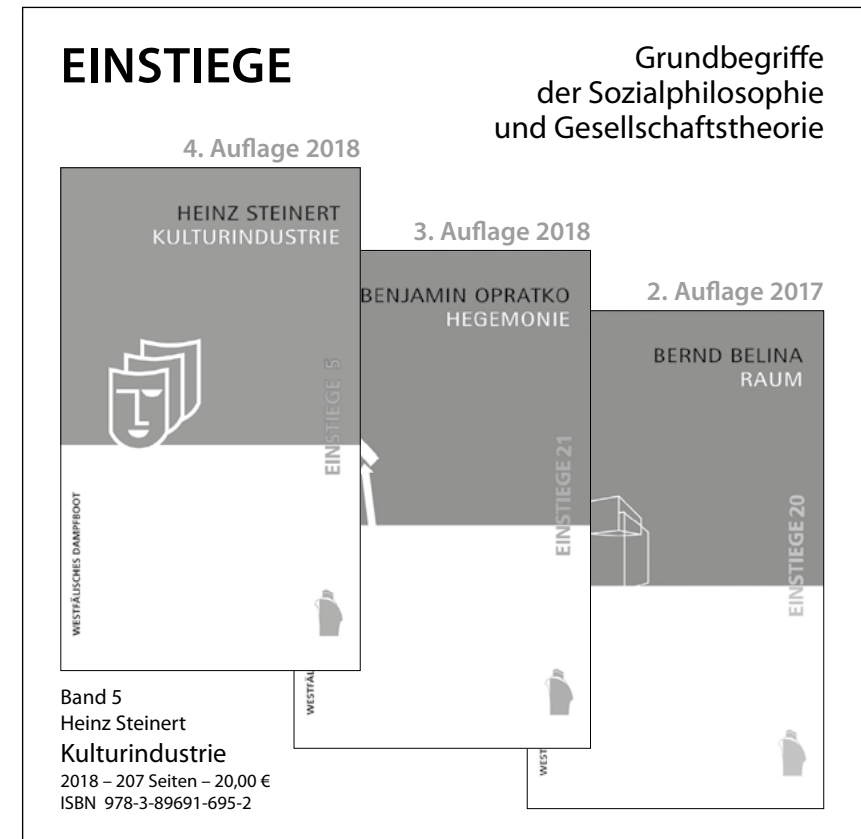 EINSTIEGE
Grundbegriffe
der Sozialphilosophie
und Gesellschaftstheorie
4. Auflage 2018
HEINZ STEINERT
KULTURINDUSTRIE
EINSTIEGE 5
WESTFÄLISCHES DAMPFBOOT
3. Auflage 2018
BENJAMIN OPRATKO
HEGEMONIE
EINSTIEGE 21
WESTFÄL
2. Auflage 2017
BERND BELINA
RAUM
EINSTIEGE 20
WEST
Band 5
Heinz Steinert
Kulturindustrie
2018 – 207 Seiten – 20,00 €
ISBN 978-3-89691-695-2